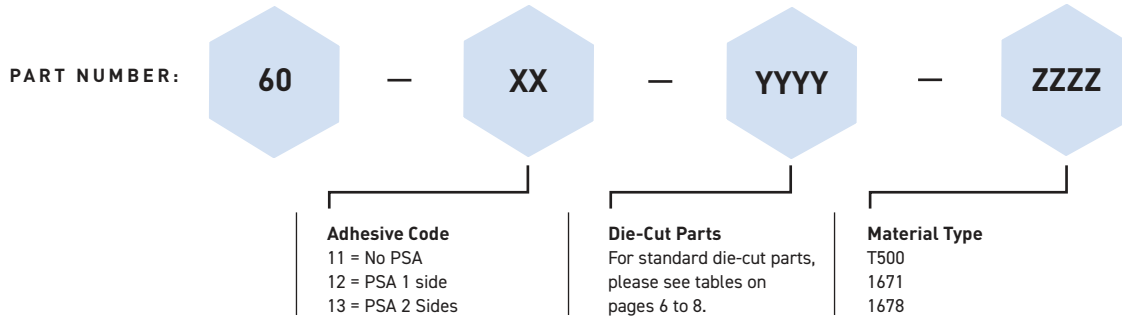 PART NUMBER: 60 — XX — YYYY — ZZZZ
Adhesive Code
11 = No PSA
12 = PSA 1 side
13 = PSA 2 Sides
Die-Cut Parts
For standard die-cut parts,
please see tables on
pages 6 to 8.
Material Type
T500
1671
1678